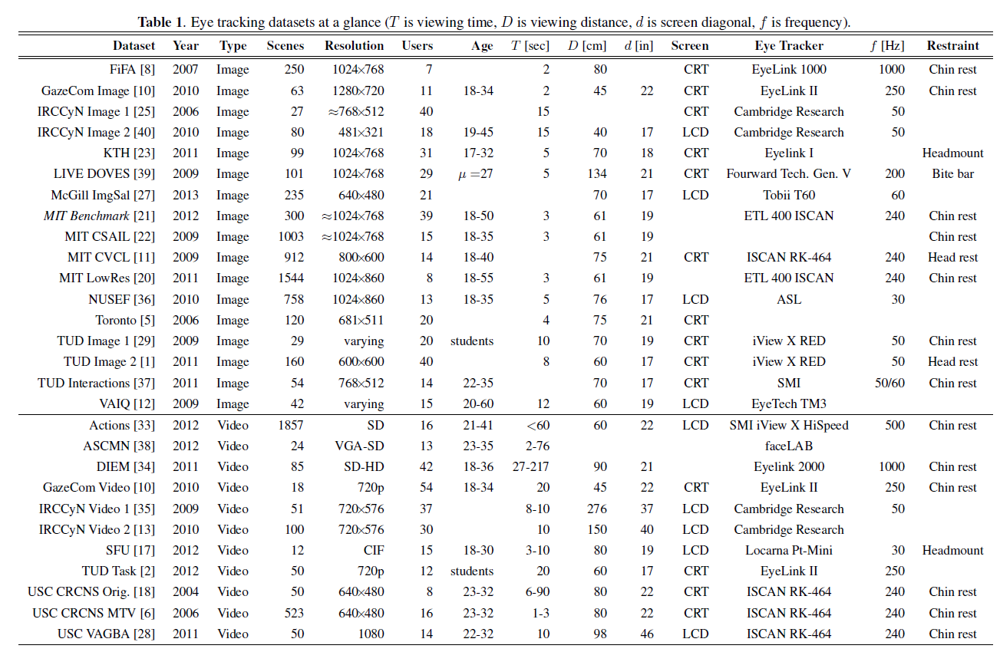 Table 1. Eye tracking datasets at a glance (T is viewing time, D is viewing distance, d is screen diagonal, f is frequency).
Dataset Year Type Scenes Resolution Users Age T [sec] D [cm] d [in] Screen Eye Tracker f [Hz] Restraint
FiFA [8] 2007 Image 250 1024×768 7 2 80 CRT EyeLink 1000 1000 Chin rest
GazeCom Image [10] 2010 Image 63 1280×720 11 18-34 2 45 22 CRT EyeLink II 250 Chin rest
IRCCyN Image 1 [25] 2006 Image 27 ≈768×512 40 15 CRT Cambridge Research 50
IRCCyN Image 2 [40] 2010 Image 80 481×321 18 19-45 15 40 17 LCD Cambridge Research 50
KTH [23] 2011 Image 99 1024×768 31 17-32 5 70 18 CRT Eyelink I Headmount
LIVE DOVES [39] 2009 Image 101 1024×768 29 μ =27 5 134 21 CRT Fourward Tech. Gen. V 200 Bite bar
McGill ImgSal [27] 2013 Image 235 640×480 21 70 17 LCD Tobii T60 60
MIT Benchmark [21] 2012 Image 300 ≈1024×768 39 18-50 3 61 19 ETL 400 ISCAN 240 Chin rest
MIT CSAIL [22] 2009 Image 1003 ≈1024×768 15 18-35 3 61 19 Chin rest
MIT CVCL [11] 2009 Image 912 800×600 14 18-40 75 21 CRT ISCAN RK-464 240 Head rest
MIT LowRes [20] 2011 Image 1544 1024×860 8 18-55 3 61 19 ETL 400 ISCAN 240 Chin rest
NUSEF [36] 2010 Image 758 1024×860 13 18-35 5 76 17 LCD ASL 30
Toronto [5] 2006 Image 120 681×511 20 4 75 21 CRT
TUD Image 1 [29] 2009 Image 29 varying 20 students 10 70 19 CRT iView X RED 50 Chin rest
TUD Image 2 [1] 2011 Image 160 600×600 40 8 60 17 CRT iView X RED 50 Head rest
TUD Interactions [37] 2011 Image 54 768×512 14 22-35 70 17 CRT SMI 50/60 Chin rest
VAIQ [12] 2009 Image 42 varying 15 20-60 12 60 19 LCD EyeTech TM3
Actions [33] 2012 Video 1857 SD 16 21-41 <60 60 22 LCD SMI iView X HiSpeed 500 Chin rest
ASCMN [38] 2012 Video 24 VGA-SD 13 23-35 2-76 faceLAB
DIEM [34] 2011 Video 85 SD-HD 42 18-36 27-217 90 21 Eyelink 2000 1000 Chin rest
GazeCom Video [10] 2010 Video 18 720p 54 18-34 20 45 22 CRT EyeLink II 250 Chin rest
IRCCyN Video 1 [35] 2009 Video 51 720×576 37 8-10 276 37 LCD Cambridge Research 50
IRCCyN Video 2 [13] 2010 Video 100 720×576 30 10 150 40 LCD Cambridge Research
SFU [17] 2012 Video 12 CIF 15 18-30 3-10 80 19 LCD Locarna Pt-Mini 30 Headmount
TUD Task [2] 2012 Video 50 720p 12 students 20 60 17 CRT EyeLink II 250
USC CRCNS Orig. [18] 2004 Video 50 640×480 8 23-32 6-90 80 22 CRT ISCAN RK-464 240 Chin rest
USC CRCNS MTV [6] 2006 Video 523 640×480 16 23-32 1-3 80 22 CRT ISCAN RK-464 240 Chin rest
USC VAGBA [28] 2011 Video 50 1080 14 22-32 10 98 46 LCD ISCAN RK-464 240 Chin rest